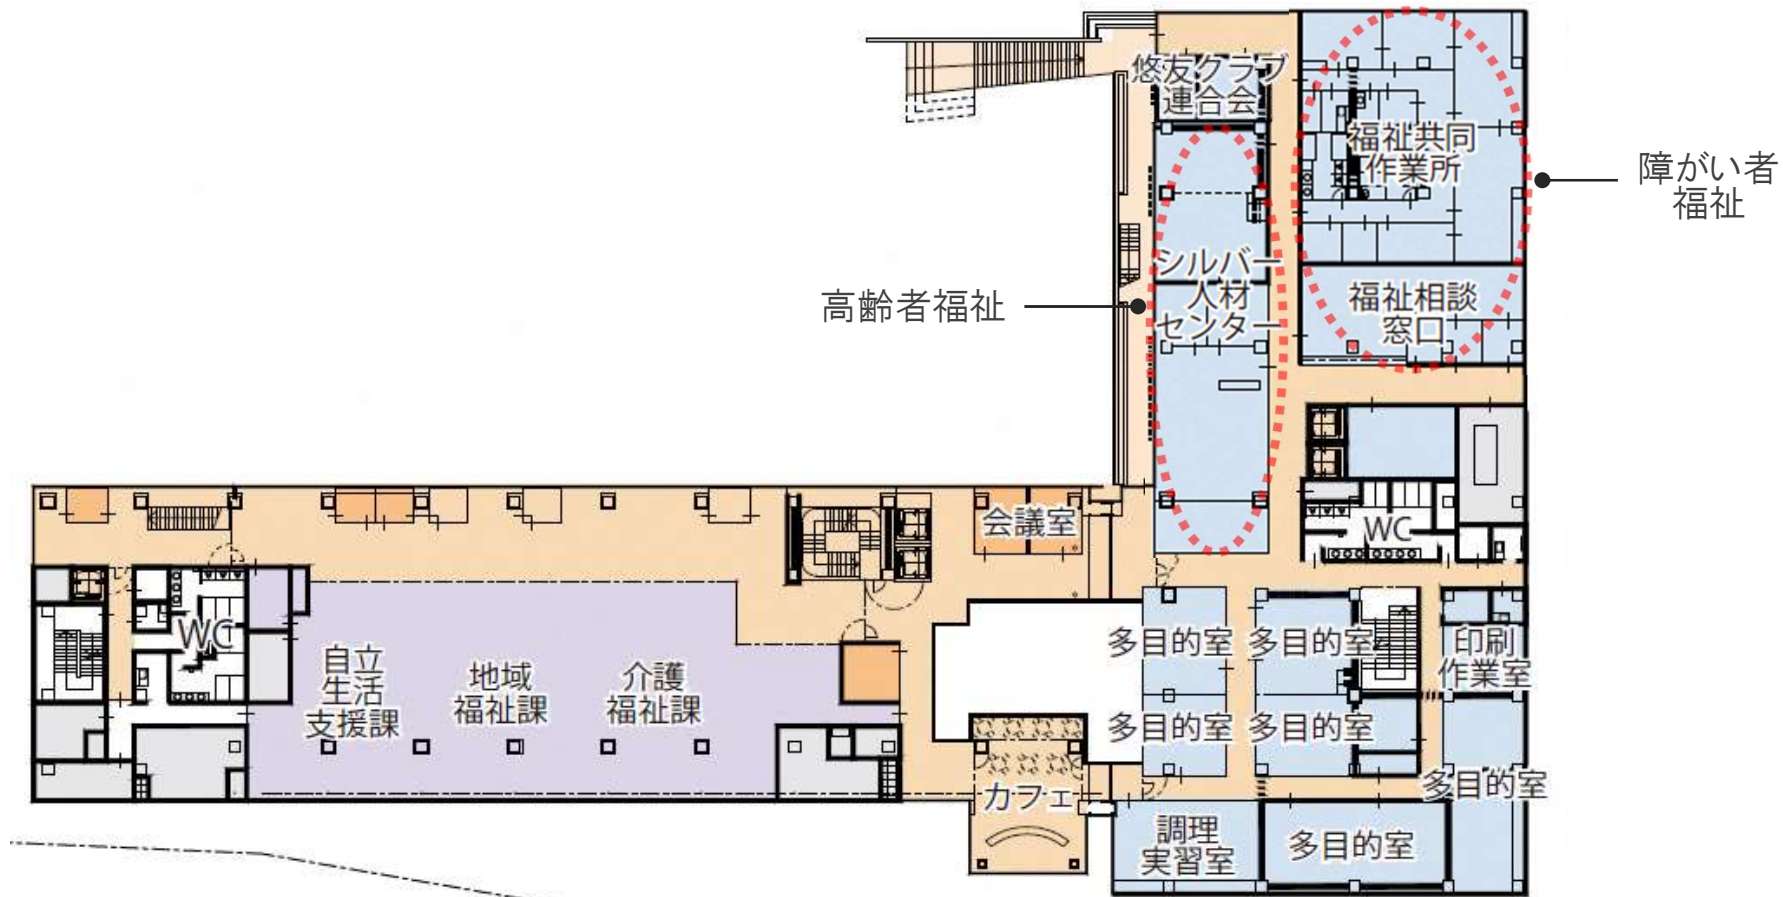 悠友クラブ
連合会
福祉共同
作業所
障がい者
福祉
シルバー
人材
センター
高齢者福祉
福祉相談
窓口
会議室
WC
WC
自立
生活
支援課
地域
福祉課
介護
福祉課
多目的室
多目的室
印刷
作業室
多目的室
多目的室
多目的室
カフェ
調理
実習室
多目的室